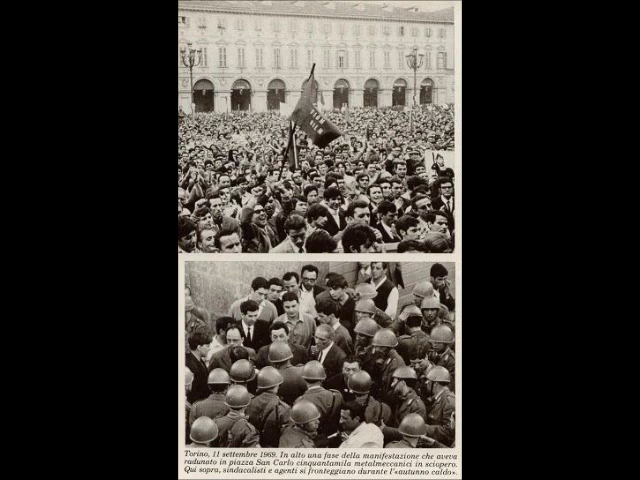 Torino, 11 settembre 1969. In alto una fase della manifestazione che aveva
radunato in piazza San Carlo cinquantamila metalmeccanici in sciopero.
Qui sopra, sindacalisti e agenti si fronteggiano durante l'«autunno caldo».